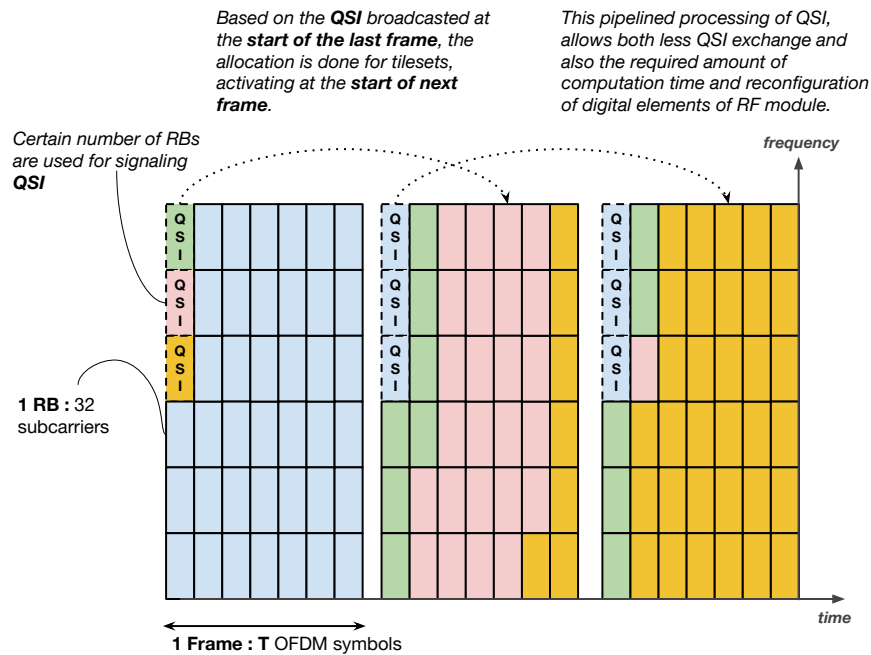 Based on the QSI broadcasted at
the start of the last frame, the
allocation is done for tilesets,
activating at the start of next
frame.
This pipelined processing of QSI,
allows both less QSI exchange and
also the required amount of
computation time and reconfiguration
of digital elements of RF module.
Certain number of RBs
are used for signaling
QSI
frequency
Q
S
I
Q
S
I
Q
S
I
Q
S
I
Q
S
I
Q
S
I
Q
S
I
Q
S
I
Q
S
I
1 RB : 32
subcarriers
time
1 Frame : T OFDM symbols